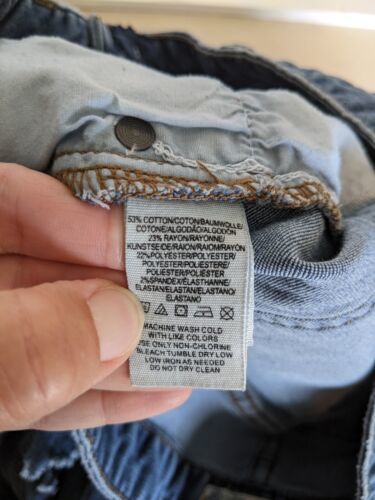 53% COTTON/COTON/BAUMWOLLE/
COTONE/ALGODÃO/ALGODÓN
23% RAYON/RAYONNE/
KUNSTSEIDE/RAION/RAIOM/RAYÓN
22%POLYESTER/POLYESTER/
POLYESTER/POLIESTERE/
POLIÉSTER/POLIÉSTER
2%SPANDEX/ÉLASTHANNE/
ELASTAN/ELASTAN/ELASTANO/
ELASTANO
MACHINE WASH COLD
WITH LIKE COLORS
USE ONLY NON-CHLORINE
BLEACH TUMBLE DRY LOW
LOW IRON AS NEEDED
DO NOT DRY CLEAN